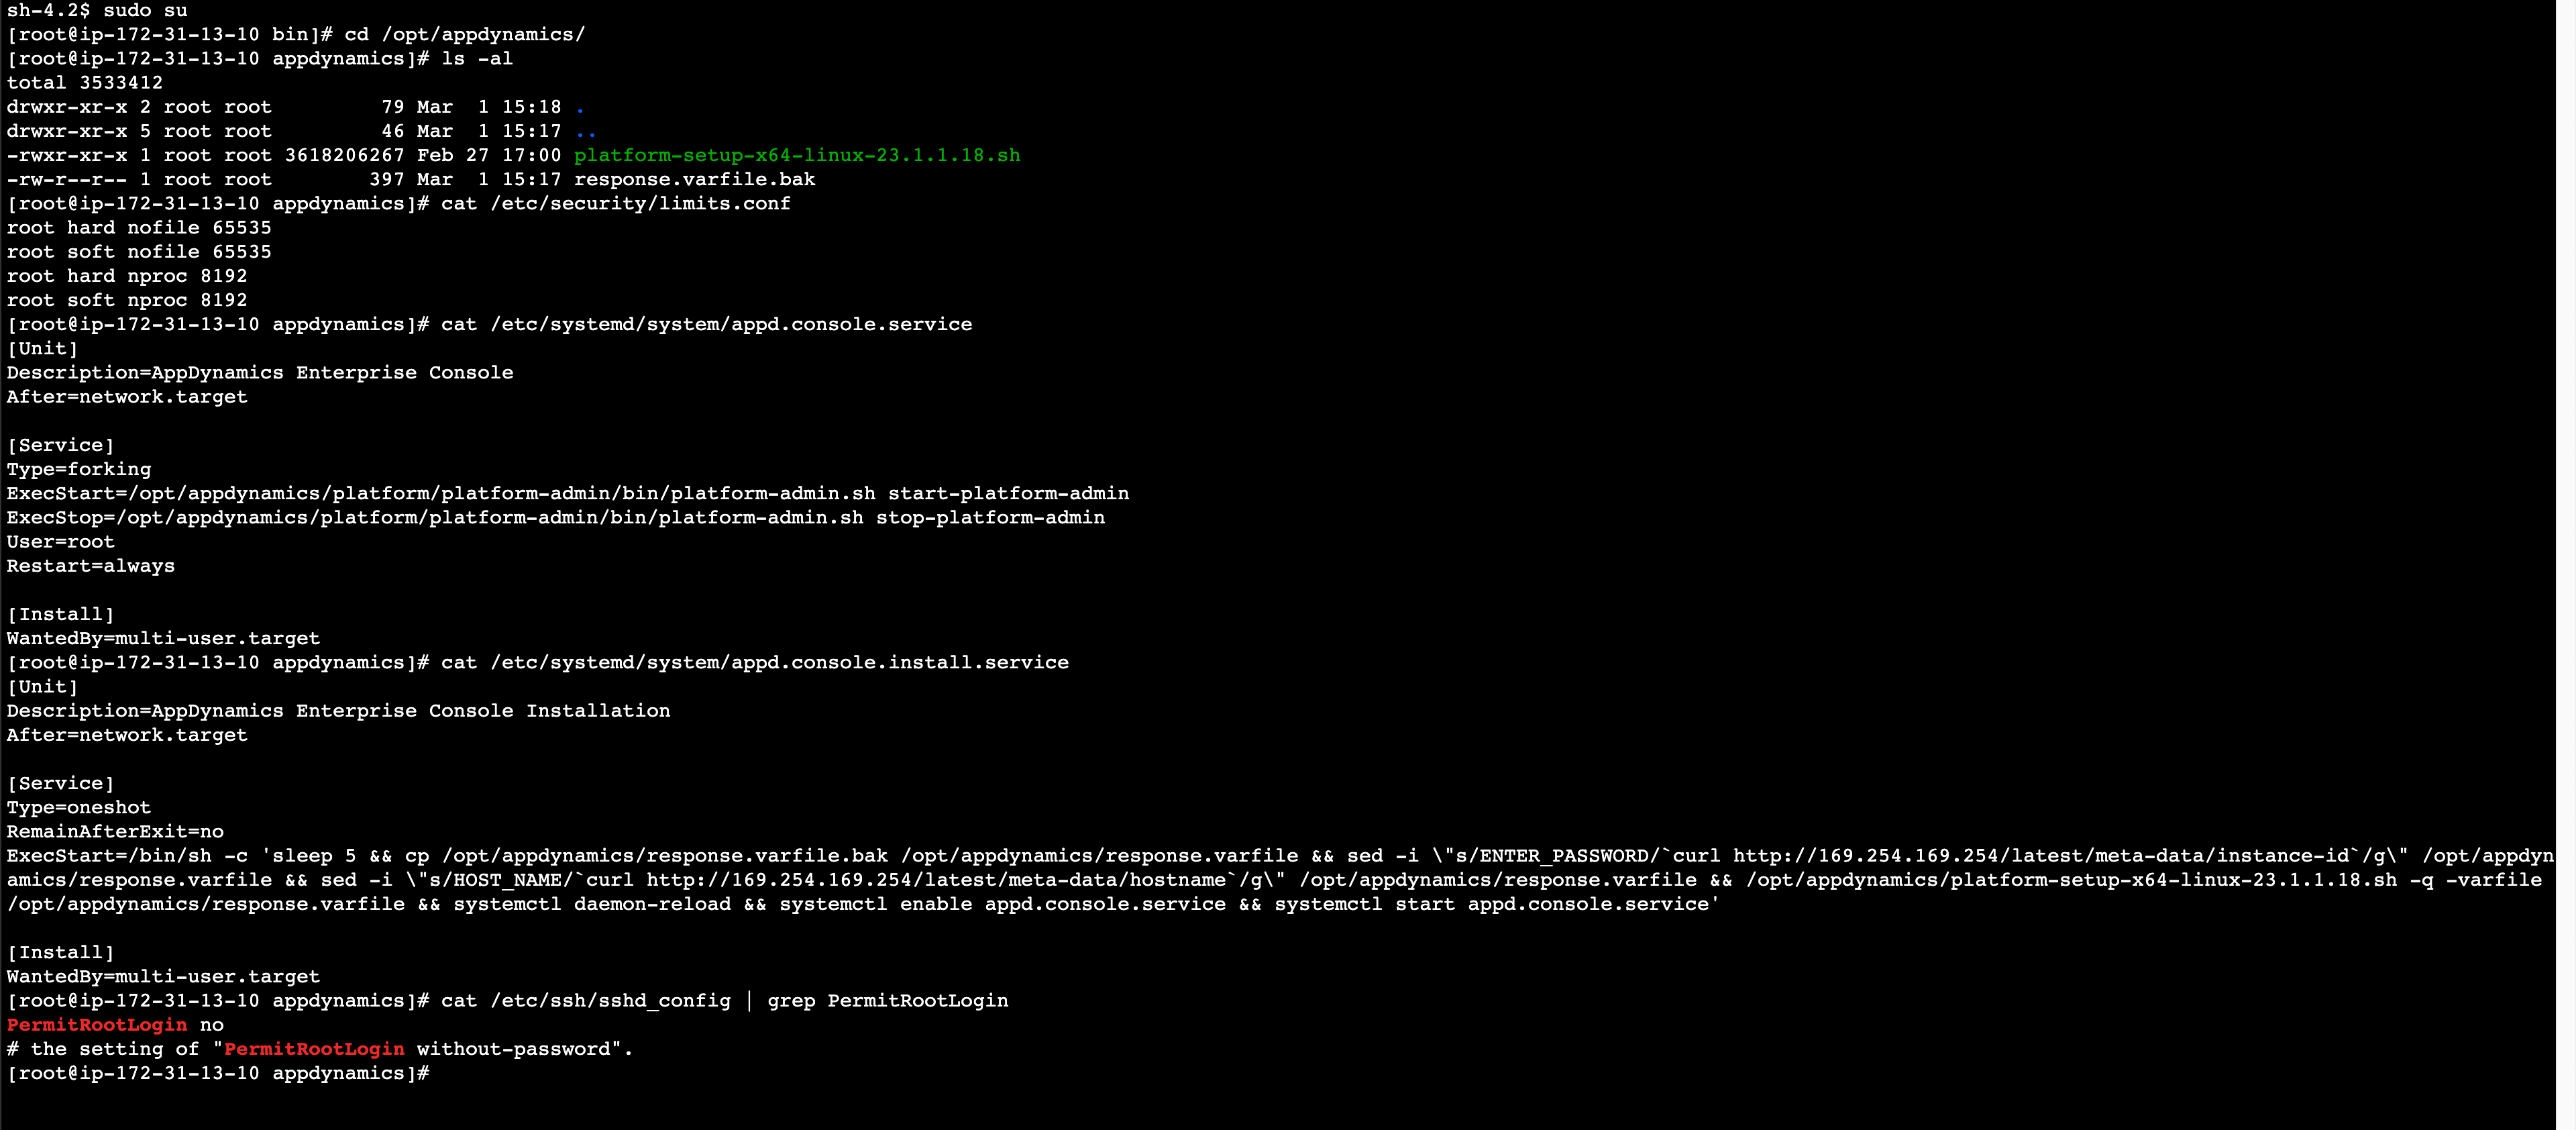 sh-4.2$ sudo su
[root@ip-172-31-13-10 bin]# cd /opt/appdynamics/
[root@ip-172-31-13-10 appdynamics]# ls -al
total 3533412
drwxr-xr-x 2 root root         79 Mar  1 15:18 .
drwxr-xr-x 5 root root         46 Mar  1 15:17 ..
-rwxr-xr-x 1 root root 3618206267 Feb 27 17:00 platform-setup-x64-linux-23.1.1.18.sh
-rw-r--r-- 1 root root        397 Mar  1 15:17 response.varfile.bak
[root@ip-172-31-13-10 appdynamics]# cat /etc/security/limits.conf
root hard nofile 65535
root soft nofile 65535
root hard nproc 8192
root soft nproc 8192
[root@ip-172-31-13-10 appdynamics]# cat /etc/systemd/system/appd.console.service
[Unit]
Description=AppDynamics Enterprise Console
After=network.target

[Service]
Type=forking
ExecStart=/opt/appdynamics/platform/platform-admin/bin/platform-admin.sh start-platform-admin
ExecStop=/opt/appdynamics/platform/platform-admin/bin/platform-admin.sh stop-platform-admin
User=root
Restart=always

[Install]
WantedBy=multi-user.target
[root@ip-172-31-13-10 appdynamics]# cat /etc/systemd/system/appd.console.install.service
[Unit]
Description=AppDynamics Enterprise Console Installation
After=network.target

[Service]
Type=oneshot
RemainAfterExit=no
ExecStart=/bin/sh -c 'sleep 5 && cp /opt/appdynamics/response.varfile.bak /opt/appdynamics/response.varfile && sed -i \"s/ENTER_PASSWORD/`curl http://169.254.169.254/latest/meta-data/instance-id`/g\" /opt/appdyn
amics/response.varfile && sed -i \"s/HOST_NAME/`curl http://169.254.169.254/latest/meta-data/hostname`/g\" /opt/appdynamics/response.varfile && /opt/appdynamics/platform-setup-x64-linux-23.1.1.18.sh -q -varfile
/opt/appdynamics/response.varfile && systemctl daemon-reload && systemctl enable appd.console.service && systemctl start appd.console.service'

[Install]
WantedBy=multi-user.target
[root@ip-172-31-13-10 appdynamics]# cat /etc/ssh/sshd_config | grep PermitRootLogin
PermitRootLogin no
# the setting of "PermitRootLogin without-password".
[root@ip-172-31-13-10 appdynamics]#